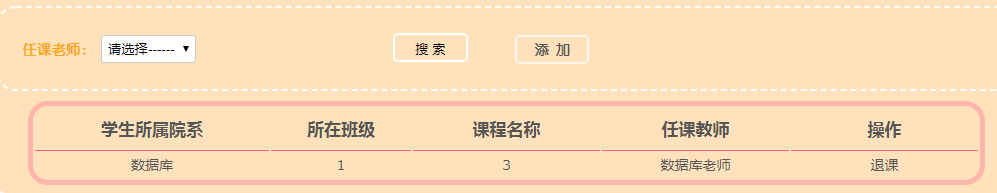 任课老师： 请选择------ 搜 索 添 加
学生所属院系 所在班级 课程名称 任课教师 操作
数据库 1 3 数据库老师 退课